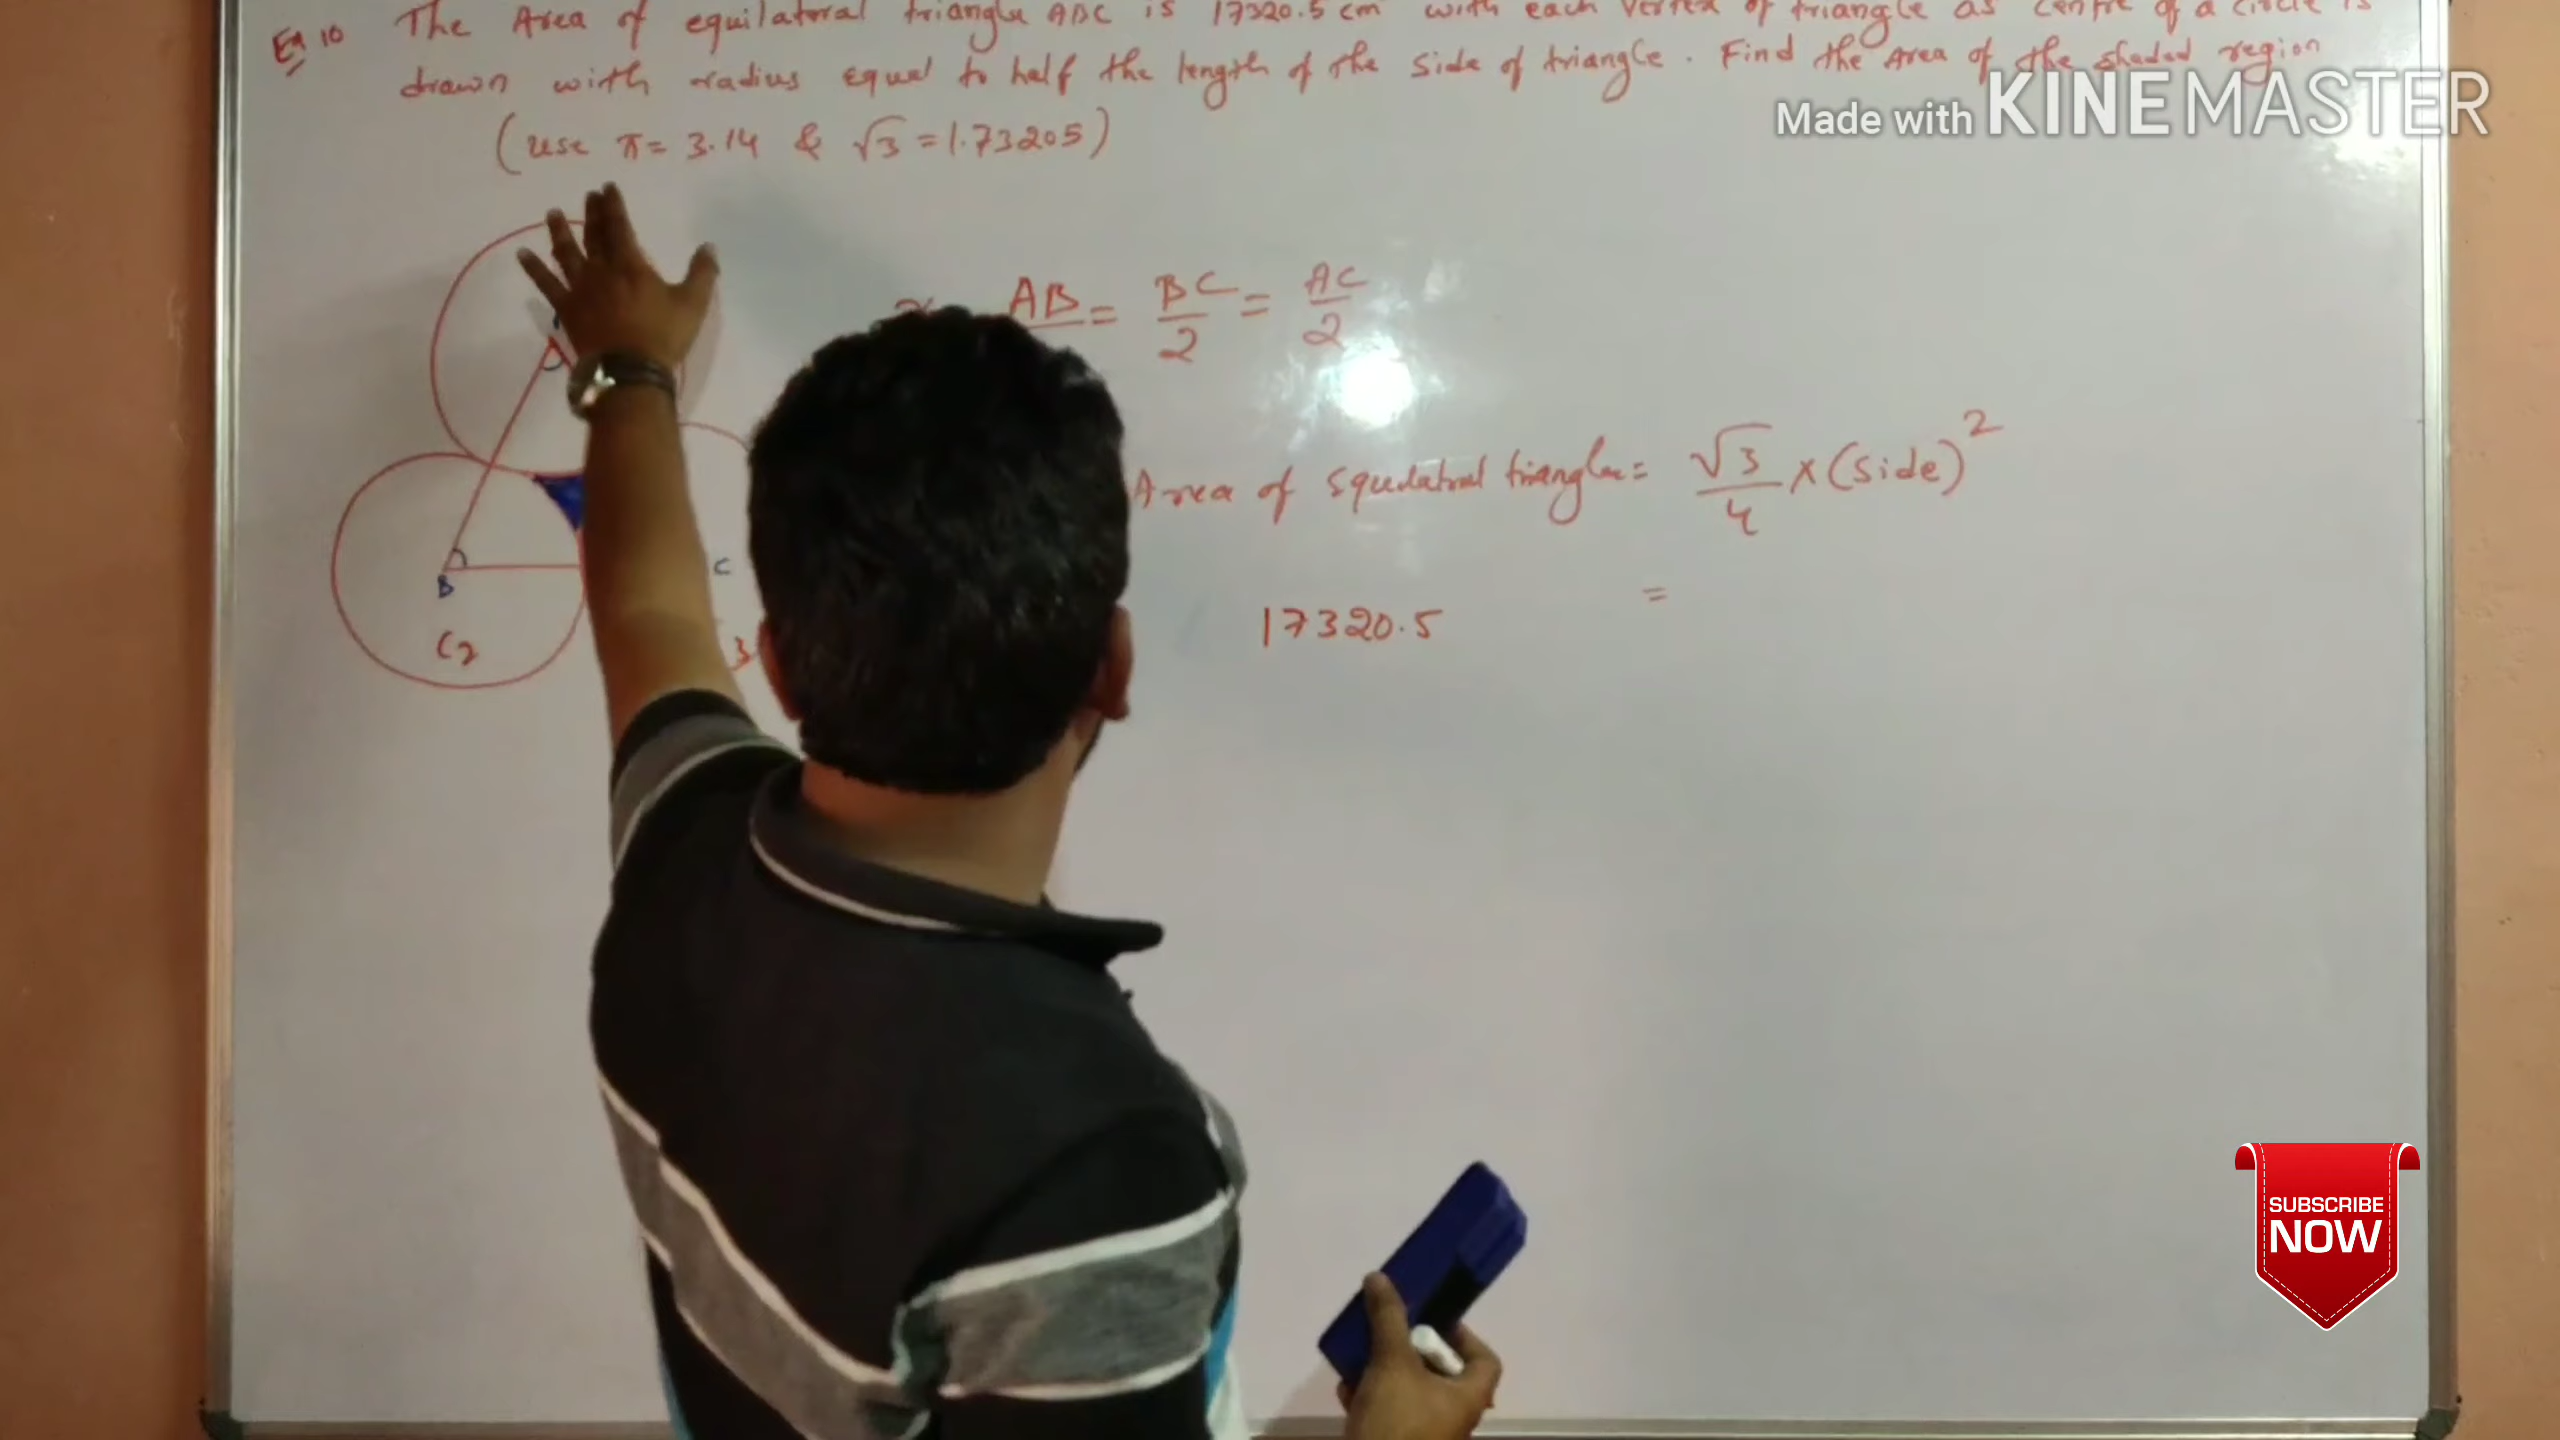 Ex 10 The Area of equilateral triangle ABC is 17320.5 cm with each vertex of triangle as centre of a circle is
drawn with radius equal to half the length of the side of triangle. Find the Area of the shaded region
Made with KINEMASTER
(use π = 3.14 & √3 = 1.73205)
AB = BC/2 = AC/2
Area of Equilatral triangle = √3/4 × (side)²
17320.5 =
B
C
C2
3
SUBSCRIBE
NOW